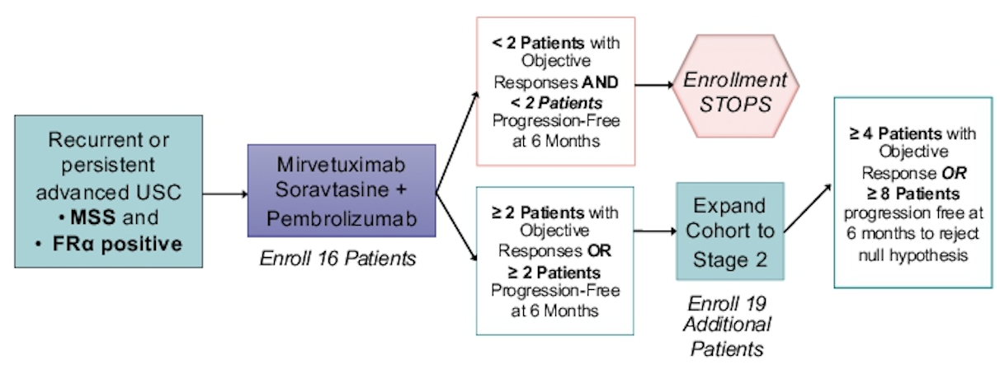 Recurrent or
persistent
advanced USC
• MSS and
• FRα positive
Mirvetuximab
Soravtasine +
Pembrolizumab
Enroll 16 Patients
< 2 Patients with
Objective
Responses AND
< 2 Patients
Progression-Free
at 6 Months
Enrollment
STOPS
≥ 2 Patients with
Objective
Responses OR
≥ 2 Patients
Progression-Free
at 6 Months
Expand
Cohort to
Stage 2
Enroll 19
Additional
Patients
≥ 4 Patients with
Objective
Response OR
≥ 8 Patients
progression free at
6 months to reject
null hypothesis